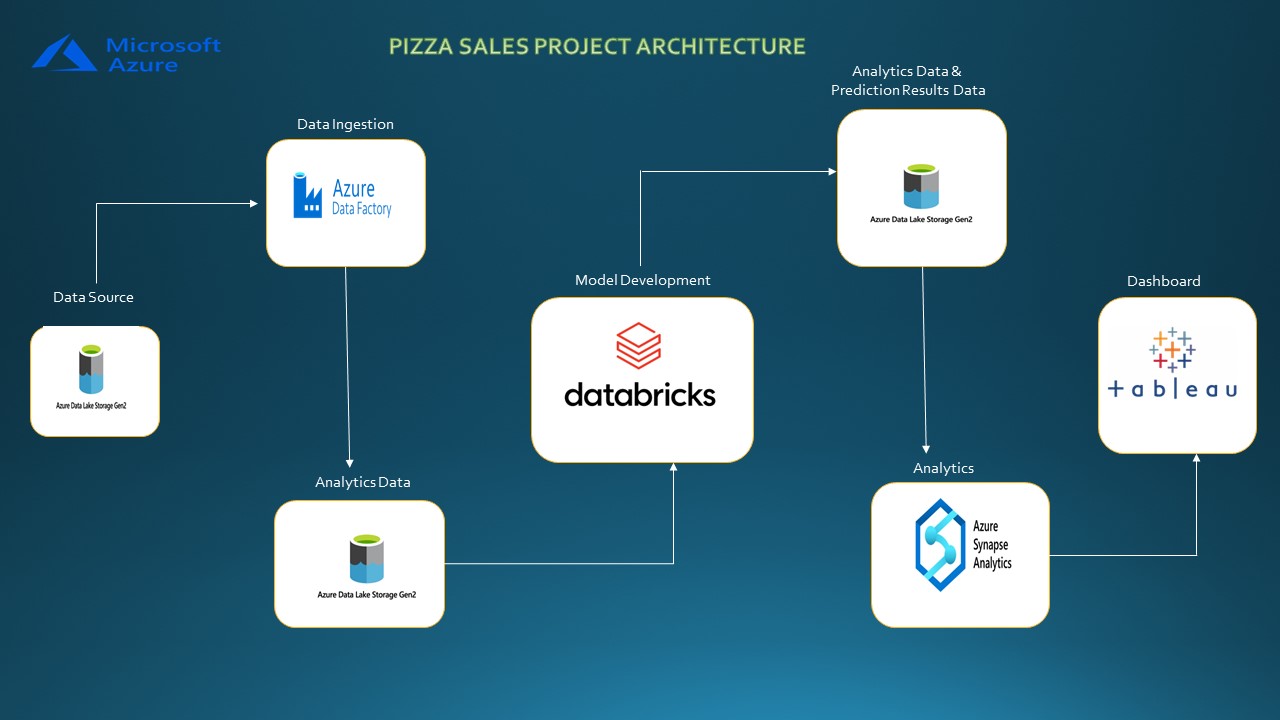 Microsoft
Azure
PIZZA SALES PROJECT ARCHITECTURE
Data Source
Azure Data Lake Storage Gen2
Data Ingestion
Azure
Data Factory
Analytics Data
Azure Data Lake Storage Gen2
Model Development
databricks
Analytics Data &
Prediction Results Data
Azure Data Lake Storage Gen2
Analytics
Azure
Synapse
Analytics
Dashboard
+ableau